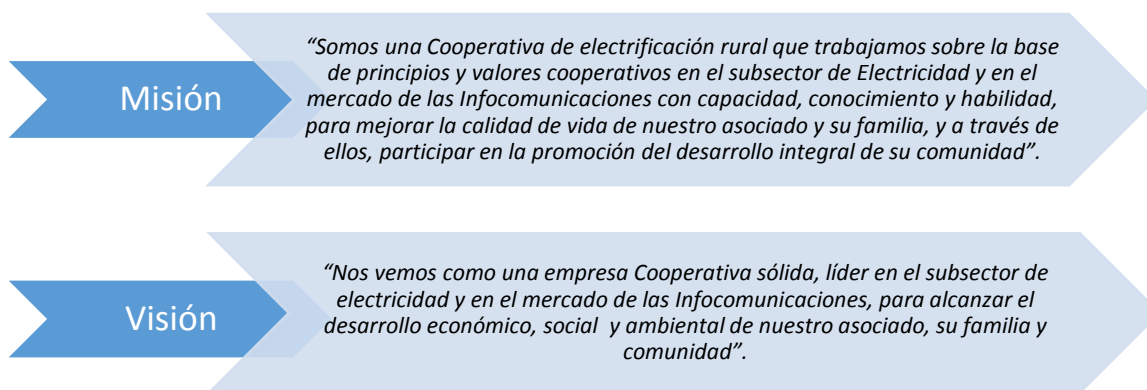 Misión
“Somos una Cooperativa de electrificación rural que trabajamos sobre la base
de principios y valores cooperativos en el subsector de Electricidad y en el
mercado de las Infocomunicaciones con capacidad, conocimiento y habilidad,
para mejorar la calidad de vida de nuestro asociado y su familia, y a través de
ellos, participar en la promoción del desarrollo integral de su comunidad”.
Visión
“Nos vemos como una empresa Cooperativa sólida, líder en el subsector de
electricidad y en el mercado de las Infocomunicaciones, para alcanzar el
desarrollo económico, social  y ambiental de nuestro asociado, su familia y
comunidad”.